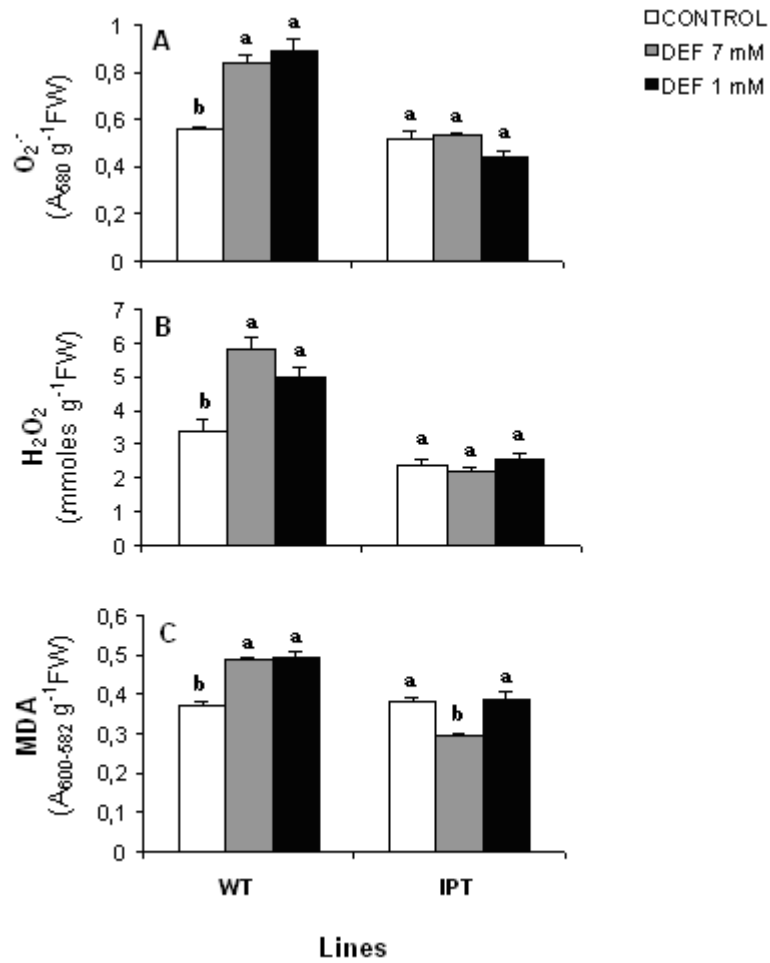 CONTROL
DEF 7 mM
DEF 1 mM
A
O₂·⁻
(A₅₈₀ g⁻¹FW)
1
0,8
0,6
0,4
0,2
0
b
a
a
a
a
a
B
H₂O₂
(mmoles g⁻¹FW)
7
6
5
4
3
2
1
0
b
a
a
a
a
a
C
MDA
(A₆₀₀₋₅₈₂ g⁻¹FW)
0,6
0,5
0,4
0,3
0,2
0,1
0
b
a
a
a
b
a
WT
IPT
Lines